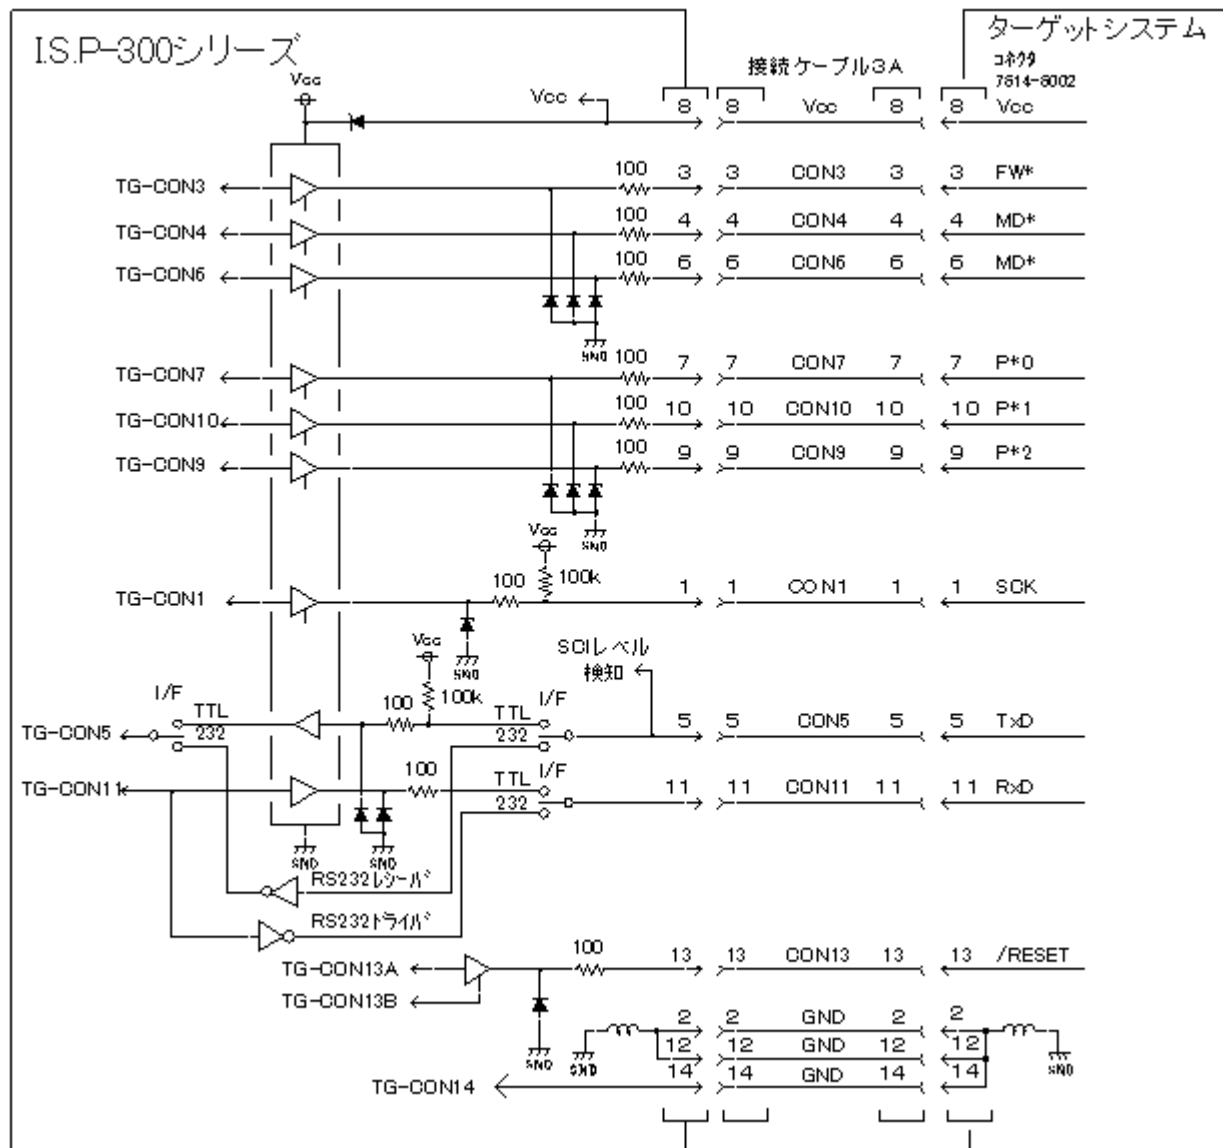 I.S.P-300シリーズ
ターゲットシステム
コネクタ
7614-6002
接続ケーブル3A
Vcc
Vcc 8 8 Vcc 8 8 Vcc
TG-CON3 100 3 3 CON3 3 3 FW*
TG-CON4 100 4 4 CON4 4 4 MD*
TG-CON6 100 6 6 CON6 6 6 MD*
GND
TG-CON7 100 7 7 CON7 7 7 P*0
TG-CON10 100 10 10 CON10 10 10 P*1
TG-CON9 100 9 9 CON9 9 9 P*2
GND
Vcc
100k
TG-CON1 100 1 1 CON1 1 1 SCK
GND
Vcc
100k
SCIレベル
検知
I/F I/F
TG-CON5 TTL 100 TTL 5 5 CON5 5 5 TxD
232 232
TG-CON11 100 TTL I/F 11 11 CON11 11 11 RxD
232
GND GND
RS232レシーバ
RS232ドライバ
TG-CON13A 100 13 13 CON13 13 13 /RESET
TG-CON13B
GND
GND
2 2 GND 2 2
12 12 GND 12 12
GND
TG-CON14 14 14 GND 14 14